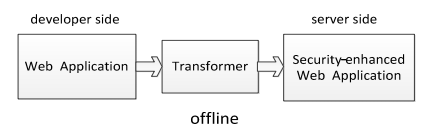 developer side
server side
Web Application
Transformer
Security-enhanced
Web Application
offline